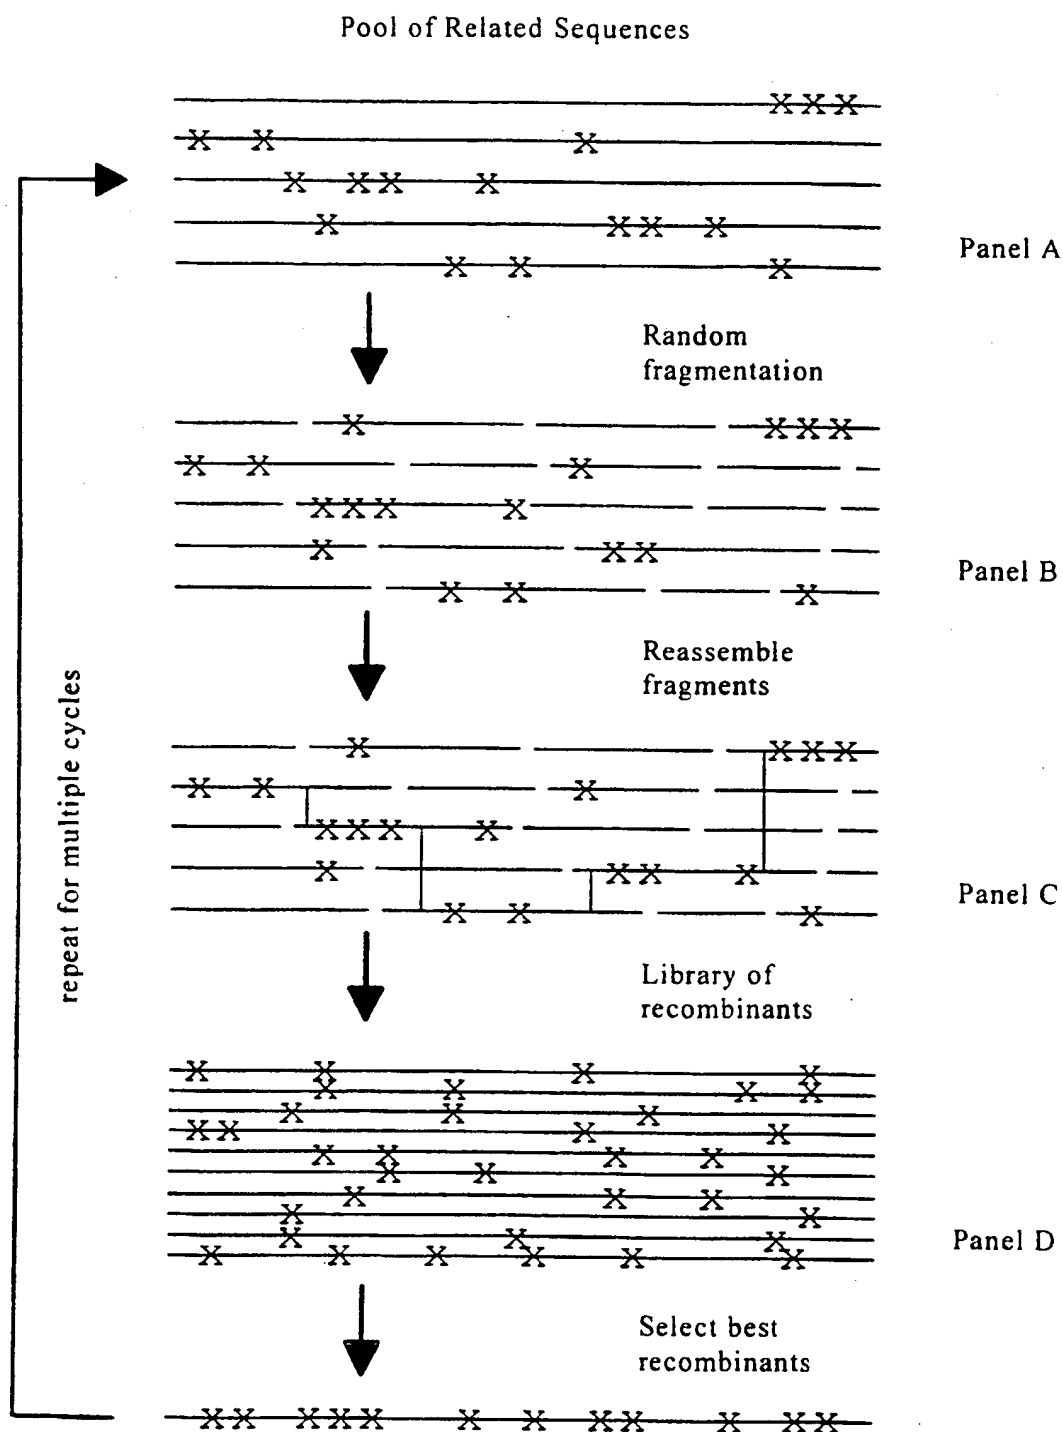 Pool of Related Sequences
Panel A
Random
fragmentation
Panel B
Reassemble
fragments
repeat for multiple cycles
Panel C
Library of
recombinants
Panel D
Select best
recombinants